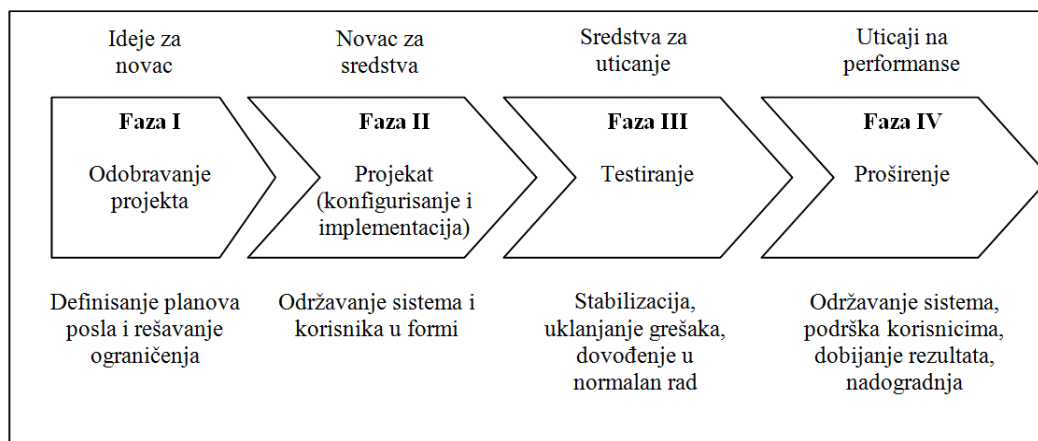 Ideje za
novac
Novac za
sredstva
Sredstva za
uticanje
Uticaji na
performanse
Faza I
Odobravanje
projekta
Faza II
Projekat
(konfigurisanje i
implementacija)
Faza III
Testiranje
Faza IV
Proširenje
Definisanje planova
posla i rešavanje
ograničenja
Održavanje sistema i
korisnika u formi
Stabilizacija,
uklanjanje grešaka,
dovođenje u
normalan rad
Održavanje sistema,
podrška korisnicima,
dobijanje rezultata,
nadogradnja